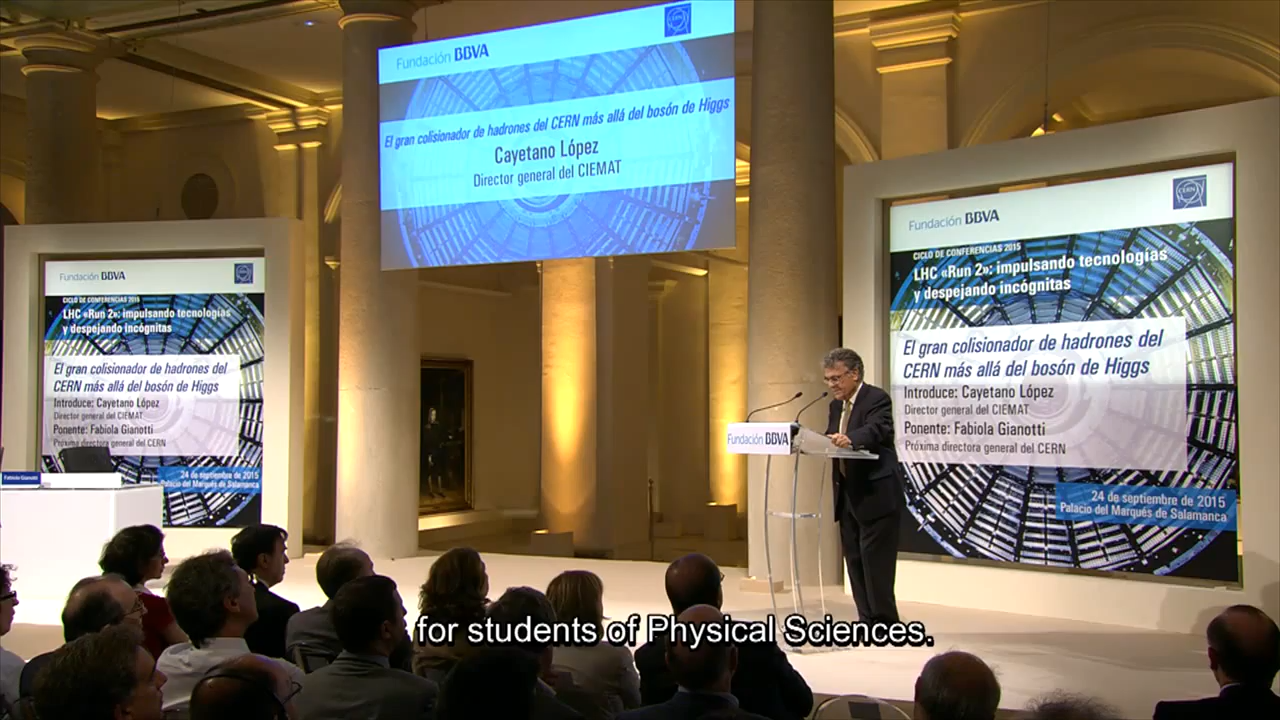 Fundación BBVA
El gran colisionador de hadrones del CERN más allá del bosón de Higgs
Cayetano López
Director general del CIEMAT
Fundación BBVA
CICLO DE CONFERENCIAS 2015
LHC «Run 2»: impulsando tecnologías
y despejando incógnitas
El gran colisionador de hadrones del
CERN más allá del bosón de Higgs
Introduce: Cayetano López
Director general del CIEMAT
Ponente: Fabiola Gianotti
Próxima directora general del CERN
24 de septiembre de 2015
Palacio del Marqués de Salamanca
Fabiola Gianotti
Fundación BBVA
Fundación BBVA
CERN
CICLO DE CONFERENCIAS 2015
LHC «Run 2»: impulsando tecnologías
y despejando incógnitas
El gran colisionador de hadrones del
CERN más allá del bosón de Higgs
Introduce: Cayetano López
Director general del CIEMAT
Ponente: Fabiola Gianotti
Próxima directora general del CERN
24 de septiembre de 2015
Palacio del Marqués de Salamanca
for students of Physical Sciences.